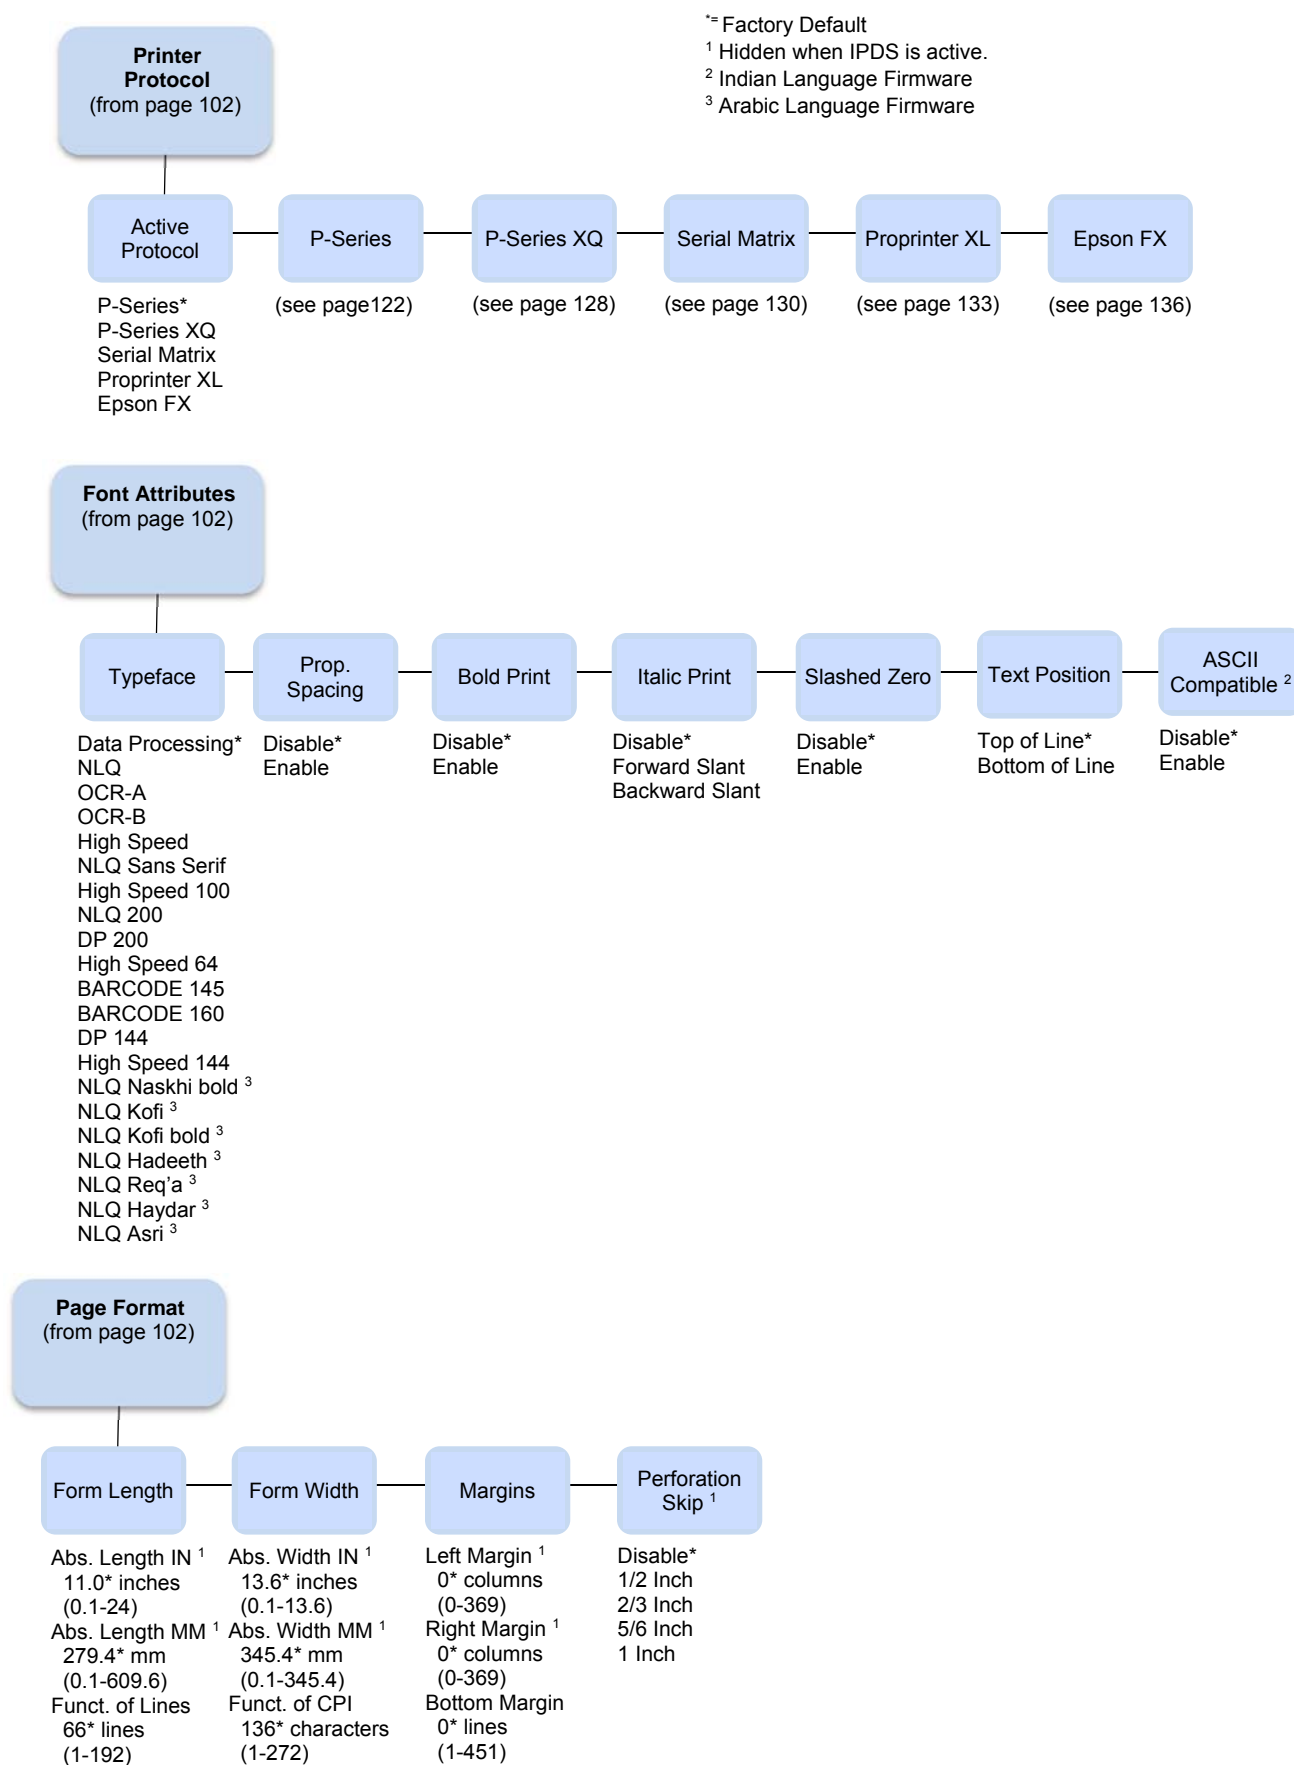 *= Factory Default
¹ Hidden when IPDS is active.
² Indian Language Firmware
³ Arabic Language Firmware
Printer
Protocol
(from page 102)
Active
Protocol
P-Series
P-Series XQ
Serial Matrix
Proprinter XL
Epson FX
P-Series*
P-Series XQ
Serial Matrix
Proprinter XL
Epson FX
(see page122)
(see page 128)
(see page 130)
(see page 133)
(see page 136)
Font Attributes
(from page 102)
Typeface
Prop.
Spacing
Bold Print
Italic Print
Slashed Zero
Text Position
ASCII
Compatible ²
Data Processing*
NLQ
OCR-A
OCR-B
High Speed
NLQ Sans Serif
High Speed 100
NLQ 200
DP 200
High Speed 64
BARCODE 145
BARCODE 160
DP 144
High Speed 144
NLQ Naskhi bold ³
NLQ Kofi ³
NLQ Kofi bold ³
NLQ Hadeeth ³
NLQ Req’a ³
NLQ Haydar ³
NLQ Asri ³
Disable*
Enable
Disable*
Enable
Disable*
Forward Slant
Backward Slant
Disable*
Enable
Top of Line*
Bottom of Line
Disable*
Enable
Page Format
(from page 102)
Form Length
Form Width
Margins
Perforation
Skip ¹
Abs. Length IN ¹
11.0* inches
(0.1-24)
Abs. Length MM ¹
279.4* mm
(0.1-609.6)
Funct. of Lines
66* lines
(1-192)
Abs. Width IN ¹
13.6* inches
(0.1-13.6)
Abs. Width MM ¹
345.4* mm
(0.1-345.4)
Funct. of CPI
136* characters
(1-272)
Left Margin ¹
0* columns
(0-369)
Right Margin ¹
0* columns
(0-369)
Bottom Margin
0* lines
(1-451)
Disable*
1/2 Inch
2/3 Inch
5/6 Inch
1 Inch